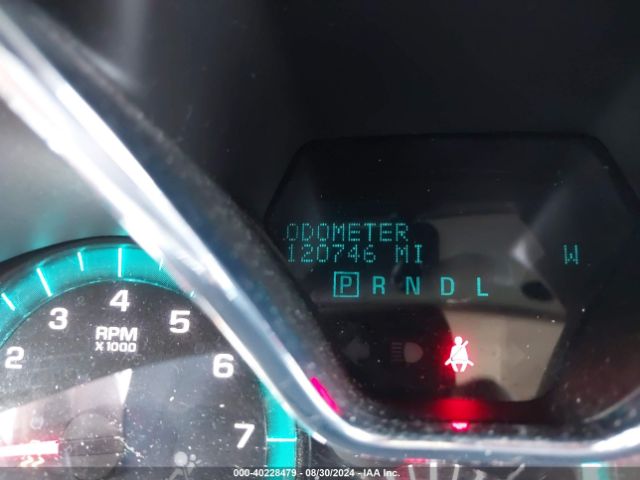 ODOMETER
120746 MI W
P R N D L
2 3 4 5 6 7
RPM
X1000
000-40228479 - 08/30/2024 - IAA Inc.